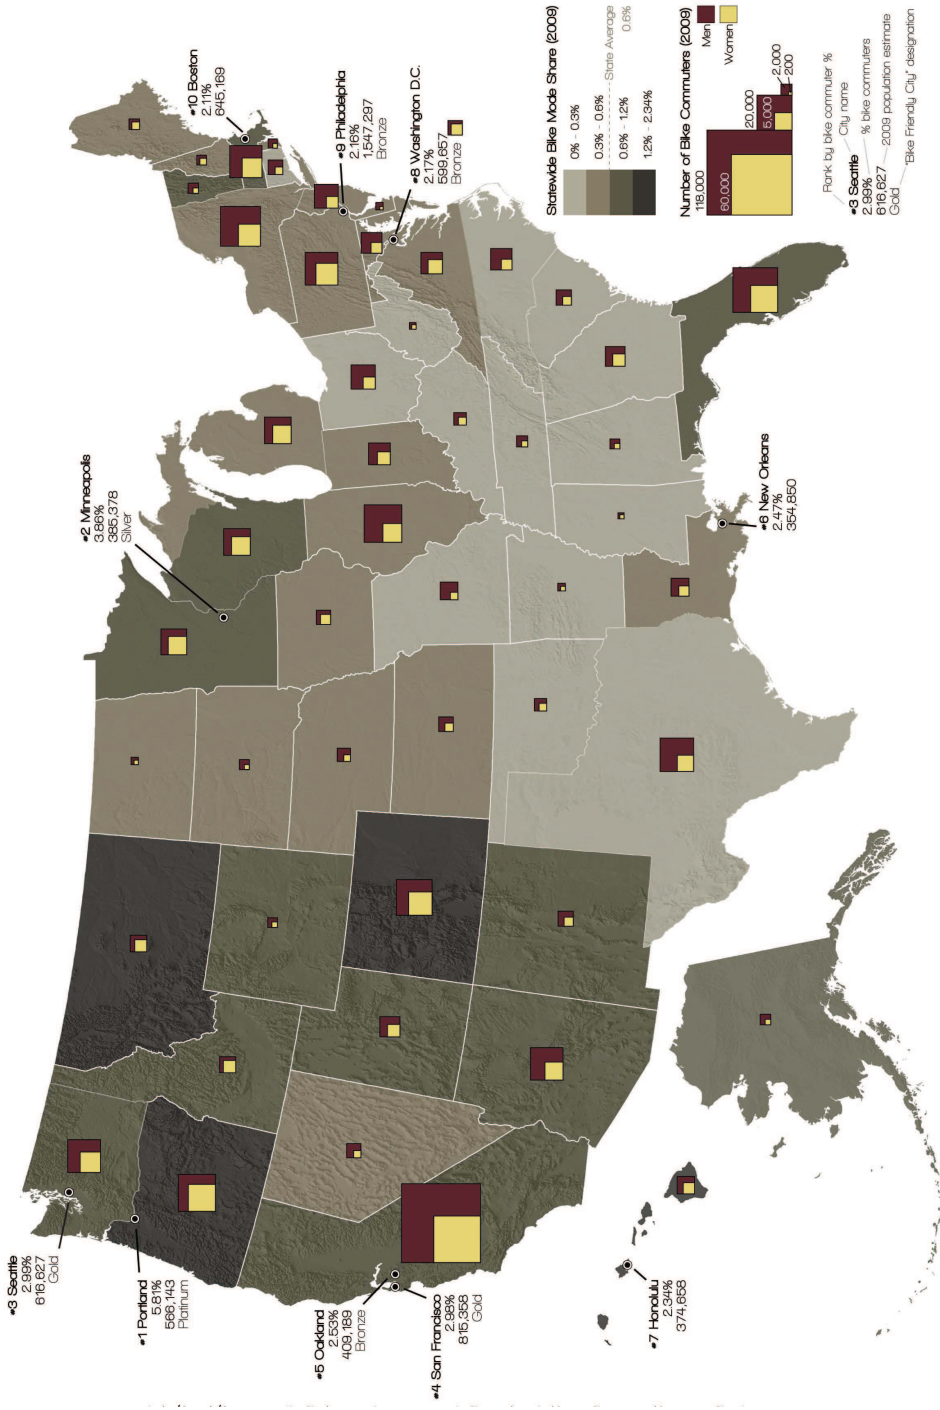 #3 Seattle
2.99%
616,627
Gold
#1 Portland
5.81%
566,143
Platinum
#5 Oakland
2.53%
409,189
Bronze
#4 San Francisco
2.98%
815,358
Gold
#7 Honolulu
2.34%
374,658
#2 Minneapolis
3.86%
385,378
Silver
#6 New Orleans
2.47%
354,850
#10 Boston
2.11%
645,169
#9 Philadelphia
2.16%
1,547,297
Bronze
#8 Washington D.C.
2.17%
599,657
Bronze
Statewide Bike Mode Share (2009)
0% - 0.3%
0.3% - 0.6%
0.6% - 1.2%
1.2% - 2.34%
State Average
0.6%
Number of Bike Commuters (2009)
118,000
60,000
20,000
5,000
2,000
200
Men
Women
Rank by bike commuter %
City name
#3 Seattle
2.99% % bike commuters
616,627 2009 population estimate
Gold "Bike Friendly City" designation